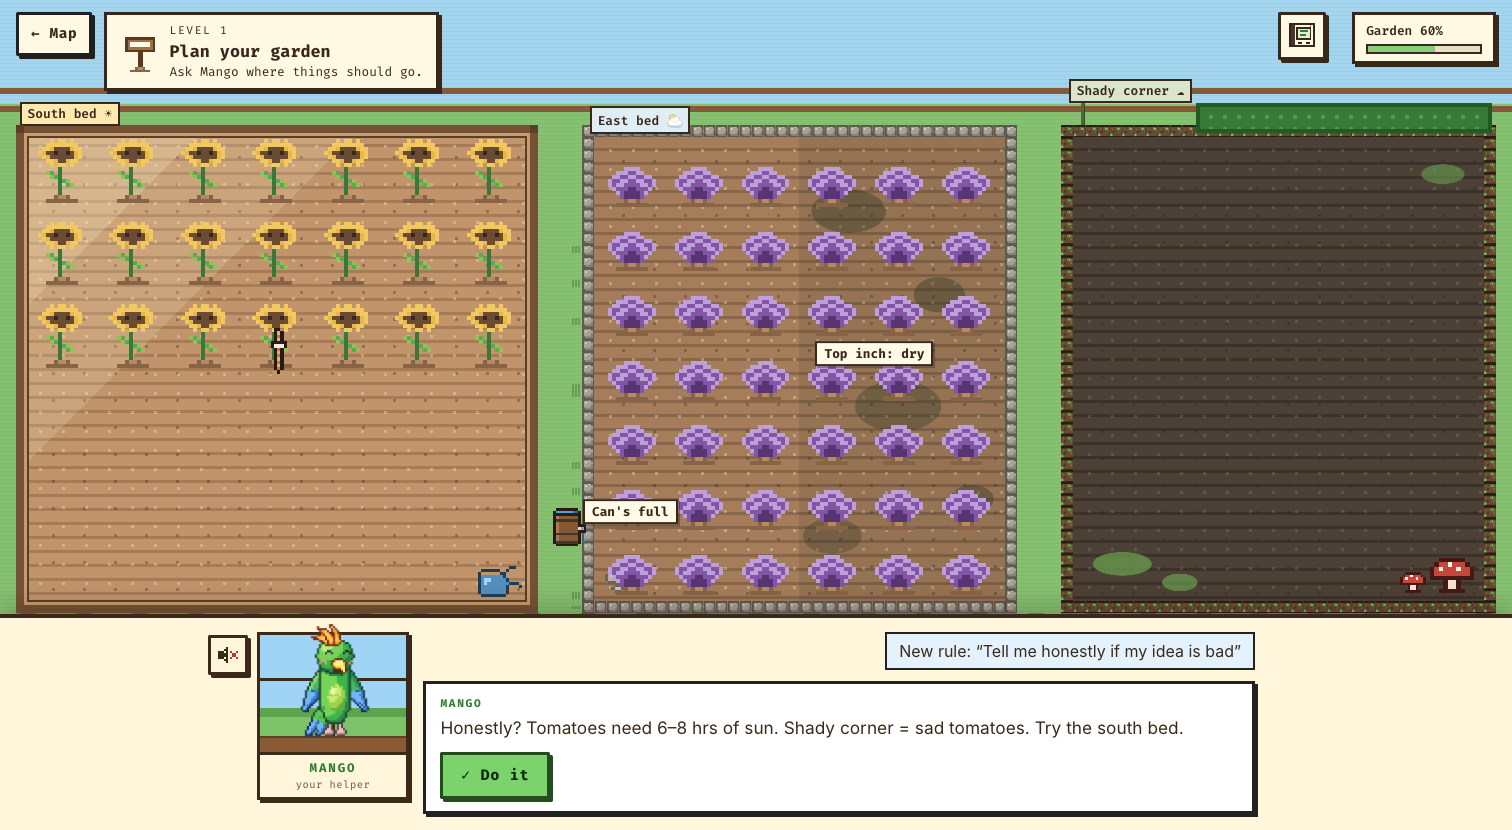 ← Map
LEVEL 1
Plan your garden
Ask Mango where things should go.
Garden 60%
South bed ☀
East bed ⛅
Shady corner ☁
Top inch: dry
Can's full
New rule: “Tell me honestly if my idea is bad”
MANGO
Honestly? Tomatoes need 6–8 hrs of sun. Shady corner = sad tomatoes. Try the south bed.
✓ Do it
MANGO
your helper